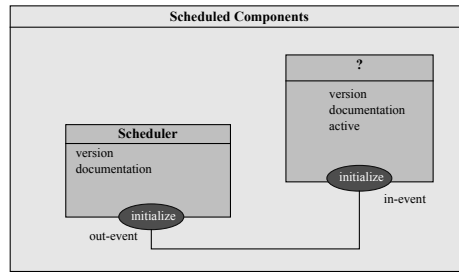 Scheduled Components
?
version
documentation
active
Scheduler
version
documentation
initialize
in-event
initialize
out-event